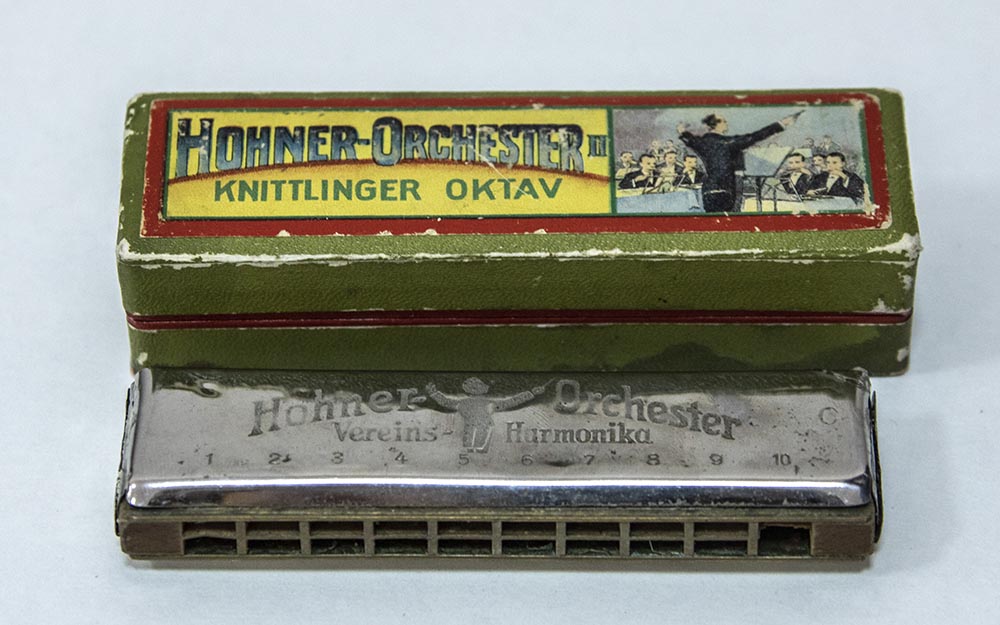 HOHNER-ORCHESTER II
KNITTLINGER OKTAV
Hohner- Orchester
Vereins- Harmonika
C
1 2 3 4 5 6 7 8 9 10